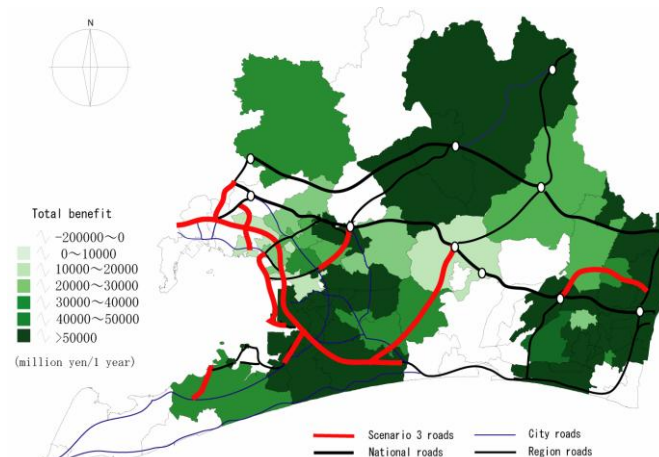 N
Total benefit
-200000～0
0～10000
10000～20000
20000～30000
30000～40000
40000～50000
>50000
(million yen/1 year)
Scenario 3 roads
City roads
National roads
Region roads